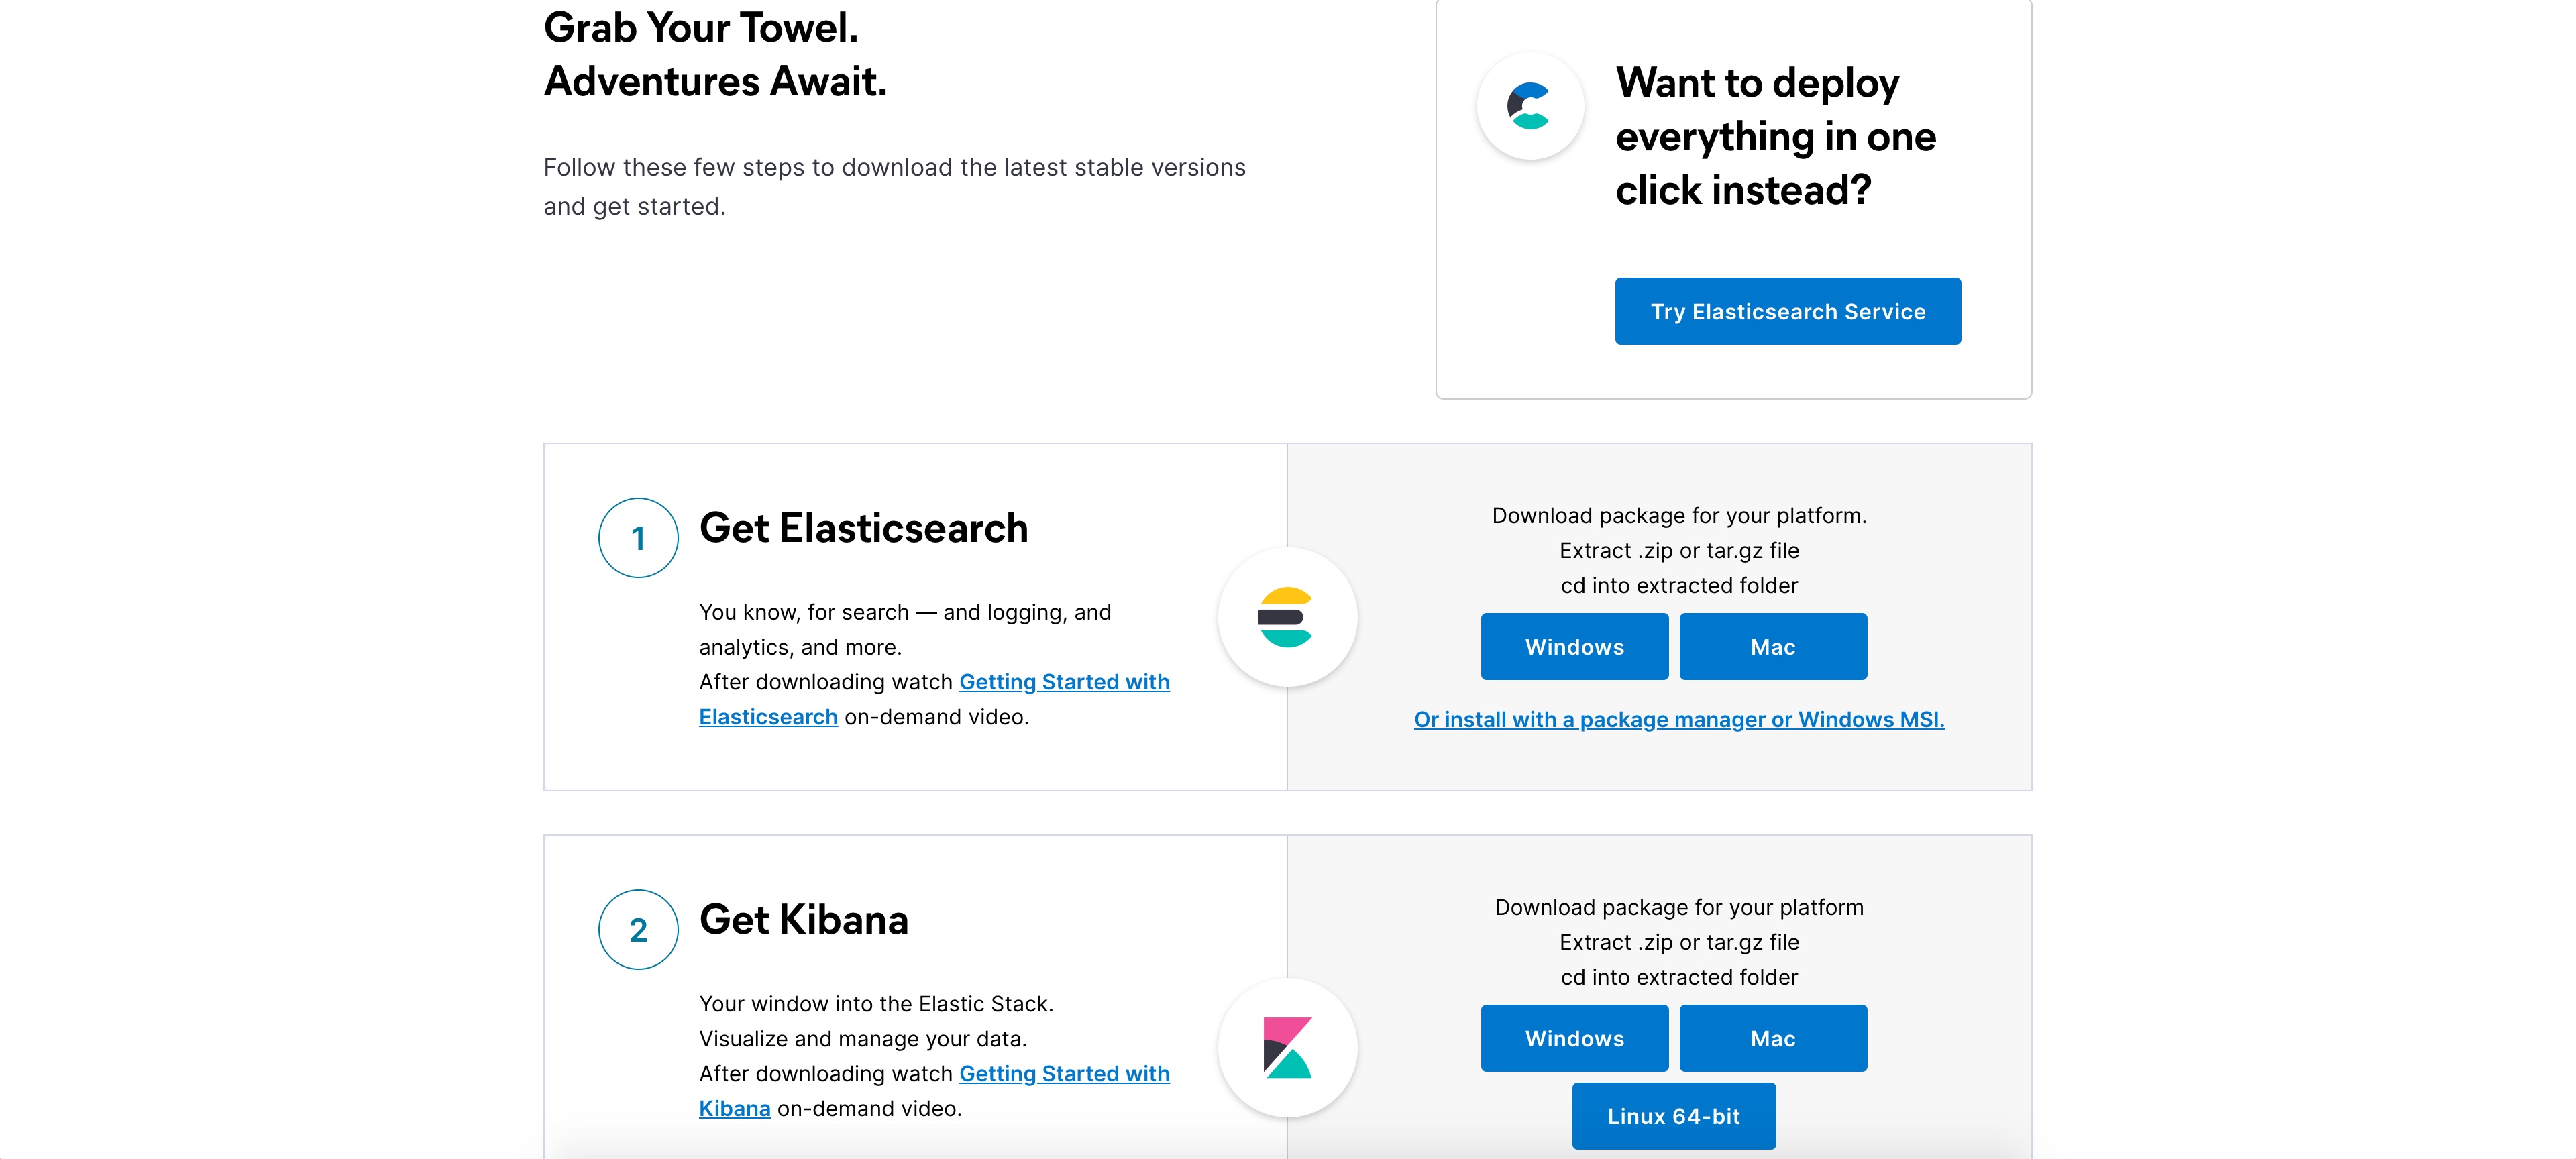 Grab Your Towel.
Adventures Await.
Follow these few steps to download the latest stable versions
and get started.
Want to deploy
everything in one
click instead?
Try Elasticsearch Service
1
Get Elasticsearch
You know, for search — and logging, and
analytics, and more.
After downloading watch Getting Started with
Elasticsearch on-demand video.
Download package for your platform.
Extract .zip or tar.gz file
cd into extracted folder
Windows
Mac
Or install with a package manager or Windows MSI.
2
Get Kibana
Your window into the Elastic Stack.
Visualize and manage your data.
After downloading watch Getting Started with
Kibana on-demand video.
Download package for your platform
Extract .zip or tar.gz file
cd into extracted folder
Windows
Mac
Linux 64-bit